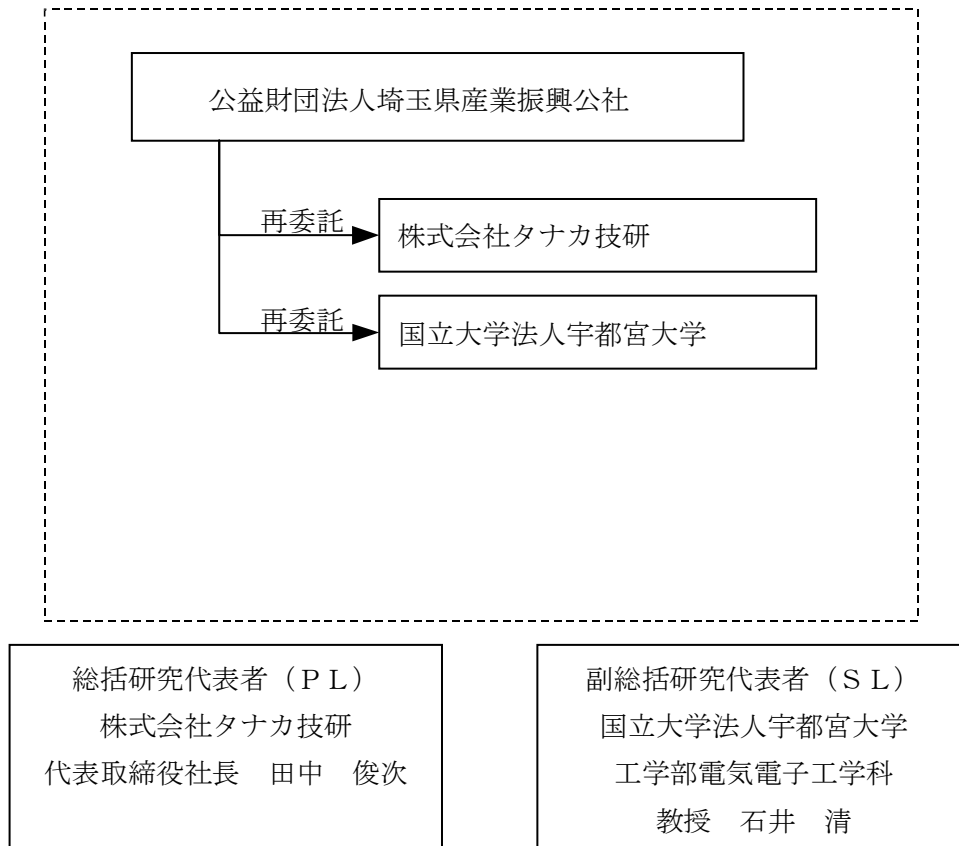 公益財団法人埼玉県産業振興公社
再委託
株式会社タナカ技研
再委託
国立大学法人宇都宮大学
総括研究代表者（ＰＬ）
株式会社タナカ技研
代表取締役社長　田中　俊次
副総括研究代表者（ＳＬ）
国立大学法人宇都宮大学
工学部電気電子工学科
教授　石井　清